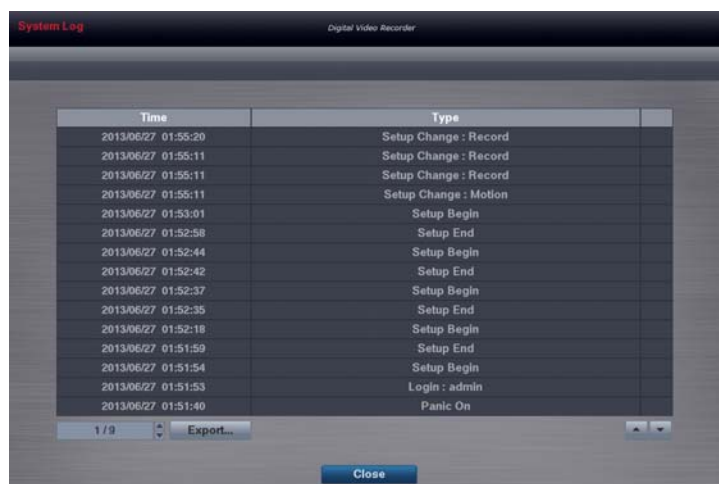 System Log
Digital Video Recorder
Time Type
2013/06/27 01:55:20 Setup Change : Record
2013/06/27 01:55:11 Setup Change : Record
2013/06/27 01:55:11 Setup Change : Record
2013/06/27 01:55:11 Setup Change : Motion
2013/06/27 01:53:01 Setup Begin
2013/06/27 01:52:58 Setup End
2013/06/27 01:52:44 Setup Begin
2013/06/27 01:52:42 Setup End
2013/06/27 01:52:37 Setup Begin
2013/06/27 01:52:35 Setup End
2013/06/27 01:52:18 Setup Begin
2013/06/27 01:51:59 Setup End
2013/06/27 01:51:54 Setup Begin
2013/06/27 01:51:53 Login : admin
2013/06/27 01:51:40 Panic On
1 / 9 Export...
Close